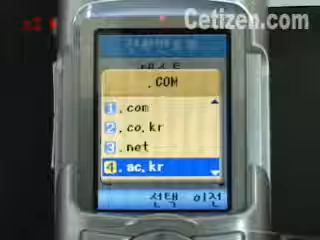 Cetizen.com
.COM
1 .com
2 .co.kr
3 .net
4 .ac.kr
선택 이전